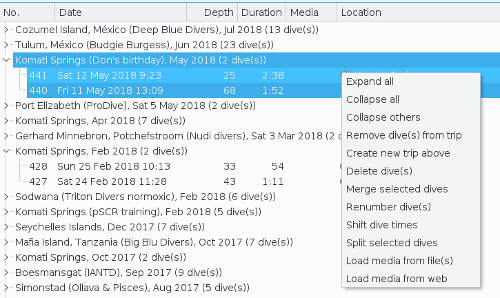 No. Date Depth Duration Media Location
Cozumel Island, México (Deep Blue Divers), Jul 2018 (13 dive(s))
Tulum, México (Budgie Burgess), Jun 2018 (23 dive(s))
Komati Springs (Don's birthday), May 2018 (2 dive(s))
441 Sat 12 May 2018 9:23 25 2:38
440 Fri 11 May 2018 13:09 68 1:52
Port Elizabeth (ProDive), Sat 5 May 2018 (2 dive(s))
Komati Springs, Apr 2018 (7 dive(s))
Gerhard Minnebron, Potchefstroom (Nudi divers), Sat 3 Mar 2018 (2 dive(s))
Komati Springs, Feb 2018 (2 dive(s))
428 Sun 25 Feb 2018 10:13 33 54
427 Sat 24 Feb 2018 11:28 43 1:11
Sodwana (Triton Divers normoxic), Feb 2018 (6 dive(s))
Komati Springs (pSCR training), Feb 2018 (5 dive(s))
Seychelles Islands, Dec 2017 (7 dive(s))
Mafia Island, Tanzania (Big Blu Divers), Oct 2017 (7 dive(s))
Komati Springs, Oct 2017 (2 dive(s))
Boesmansgat (IANTD), Sep 2017 (9 dive(s))
Simonstad (Ollava & Pisces), Aug 2017 (5 dive(s))
Expand all
Collapse all
Collapse others
Remove dive(s) from trip
Create new trip above
Delete dive(s)
Merge selected dives
Renumber dive(s)
Shift dive times
Split selected dives
Load media from file(s)
Load media from web